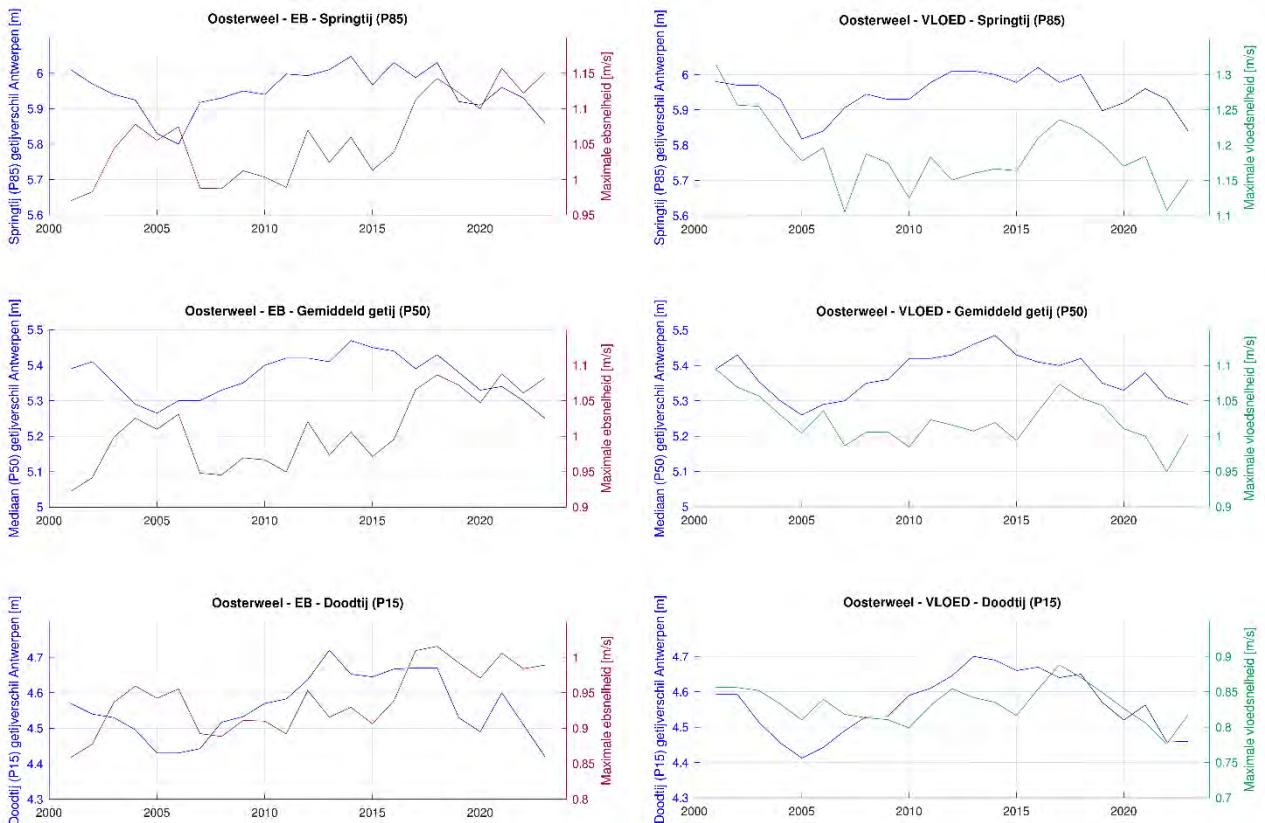 Oosterweel - EB - Springtij (P85)
Springtij (P85) getijverschil Antwerpen [m]
6
5.9
5.8
5.7
5.6
1.15
1.1
1.05
1
0.95
Maximale ebsnelheid [m/s]
2000 2005 2010 2015 2020
Oosterweel - VLOED - Springtij (P85)
Springtij (P85) getijverschil Antwerpen [m]
6
5.9
5.8
5.7
5.6
1.3
1.25
1.2
1.15
1.1
Maximale vloedsnelheid [m/s]
2000 2005 2010 2015 2020
Oosterweel - EB - Gemiddeld getij (P50)
Mediaan (P50) getijverschil Antwerpen [m]
5.5
5.4
5.3
5.2
5.1
5
1.1
1.05
1
0.95
0.9
Maximale ebsnelheid [m/s]
2000 2005 2010 2015 2020
Oosterweel - VLOED - Gemiddeld getij (P50)
Mediaan (P50) getijverschil Antwerpen [m]
5.5
5.4
5.3
5.2
5.1
5
1.1
1.05
1
0.95
0.9
Maximale vloedsnelheid [m/s]
2000 2005 2010 2015 2020
Oosterweel - EB - Doodtij (P15)
Doodtij (P15) getijverschil Antwerpen [m]
4.7
4.6
4.5
4.4
4.3
1
0.95
0.9
0.85
0.8
Maximale ebsnelheid [m/s]
2000 2005 2010 2015 2020
Oosterweel - VLOED - Doodtij (P15)
Doodtij (P15) getijverschil Antwerpen [m]
4.7
4.6
4.5
4.4
4.3
0.9
0.85
0.8
0.75
0.7
Maximale vloedsnelheid [m/s]
2000 2005 2010 2015 2020